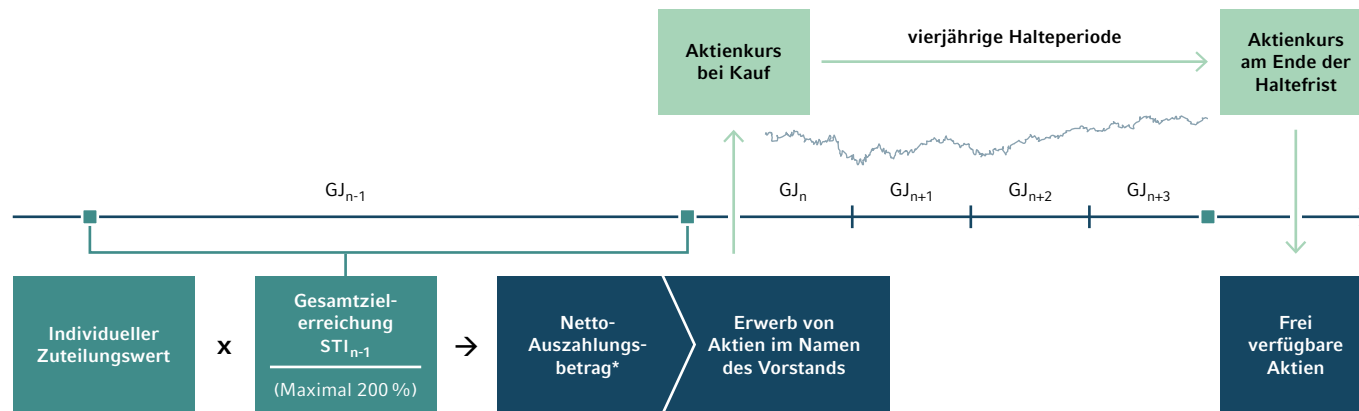 Aktienkurs
bei Kauf
vierjährige Halteperiode
Aktienkurs
am Ende der
Haltefrist
GJn-1
GJn
GJn+1
GJn+2
GJn+3
Individueller
Zuteilungswert
x
Gesamtziel-
erreichung
STIn-1
(Maximal 200 %)
→
Netto-
Auszahlungs-
betrag*
Erwerb von
Aktien im Namen
des Vorstands
Frei
verfügbare
Aktien